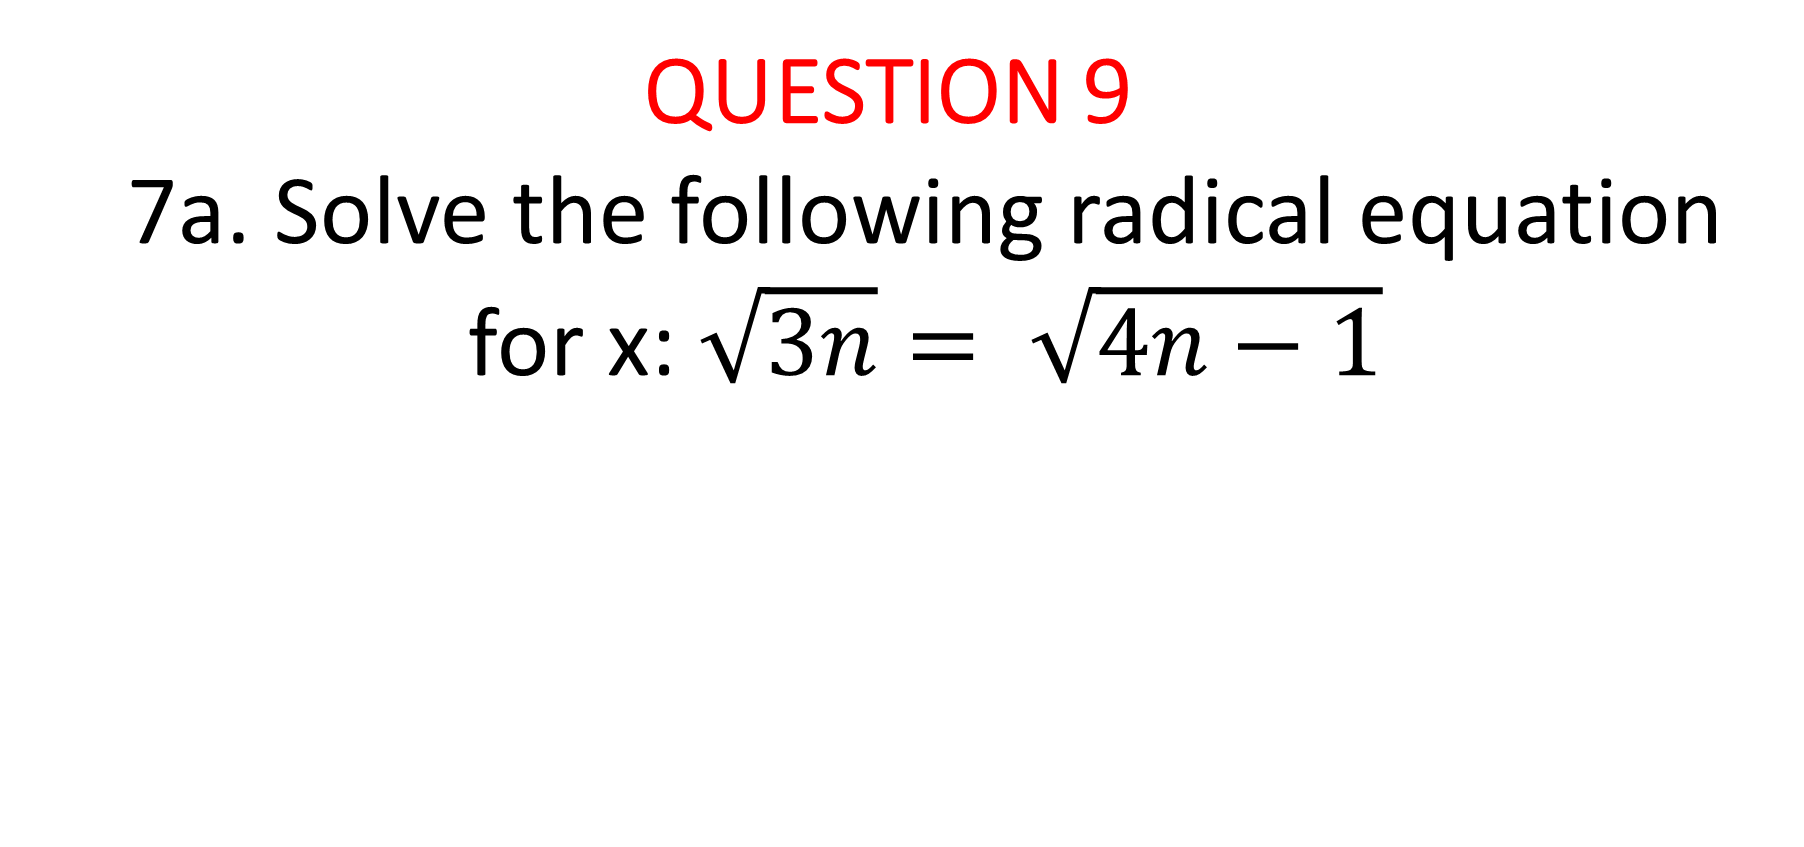 QUESTION 9
7a. Solve the following radical equation
for x: √3n = √4n − 1